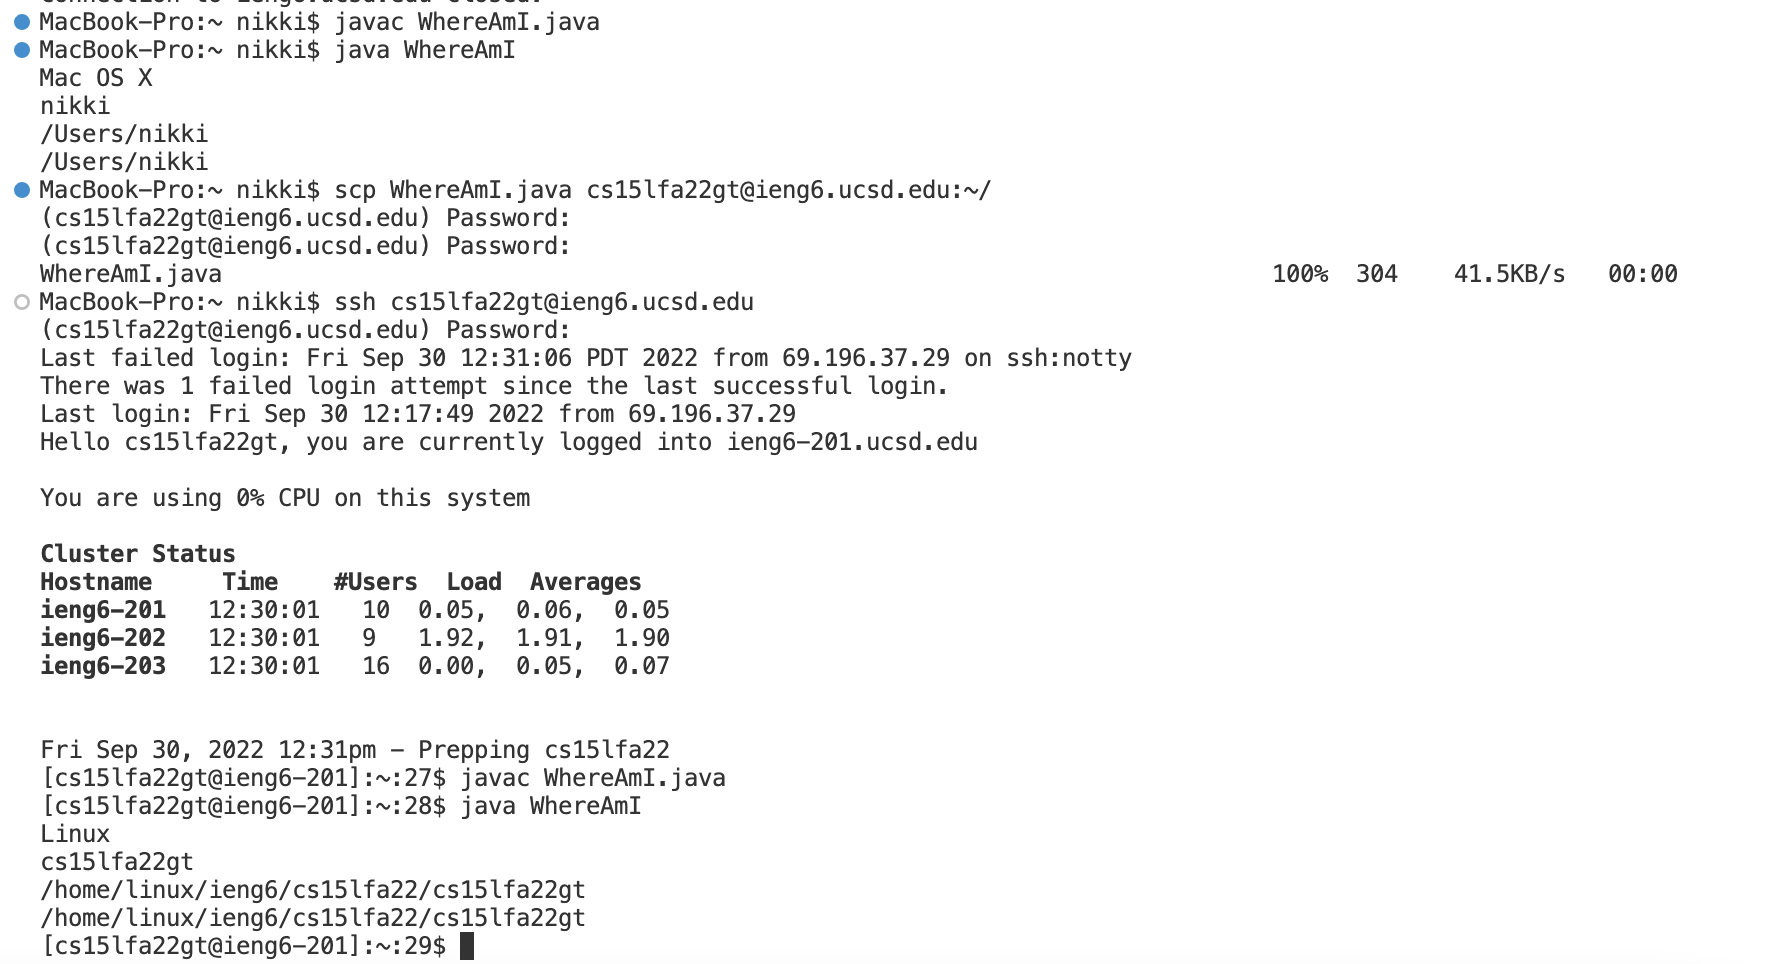 Connection to ieng6.ucsd.edu closed.
MacBook-Pro:~ nikki$ javac WhereAmI.java
MacBook-Pro:~ nikki$ java WhereAmI
Mac OS X
nikki
/Users/nikki
/Users/nikki
MacBook-Pro:~ nikki$ scp WhereAmI.java cs15lfa22gt@ieng6.ucsd.edu:~/
(cs15lfa22gt@ieng6.ucsd.edu) Password:
(cs15lfa22gt@ieng6.ucsd.edu) Password:
WhereAmI.java 100% 304 41.5KB/s 00:00
MacBook-Pro:~ nikki$ ssh cs15lfa22gt@ieng6.ucsd.edu
(cs15lfa22gt@ieng6.ucsd.edu) Password:
Last failed login: Fri Sep 30 12:31:06 PDT 2022 from 69.196.37.29 on ssh:notty
There was 1 failed login attempt since the last successful login.
Last login: Fri Sep 30 12:17:49 2022 from 69.196.37.29
Hello cs15lfa22gt, you are currently logged into ieng6-201.ucsd.edu
You are using 0% CPU on this system
Cluster Status
Hostname Time #Users Load Averages
ieng6-201 12:30:01 10 0.05, 0.06, 0.05
ieng6-202 12:30:01 9 1.92, 1.91, 1.90
ieng6-203 12:30:01 16 0.00, 0.05, 0.07
Fri Sep 30, 2022 12:31pm - Prepping cs15lfa22
[cs15lfa22gt@ieng6-201]:~:27$ javac WhereAmI.java
[cs15lfa22gt@ieng6-201]:~:28$ java WhereAmI
Linux
cs15lfa22gt
/home/linux/ieng6/cs15lfa22/cs15lfa22gt
/home/linux/ieng6/cs15lfa22/cs15lfa22gt
[cs15lfa22gt@ieng6-201]:~:29$